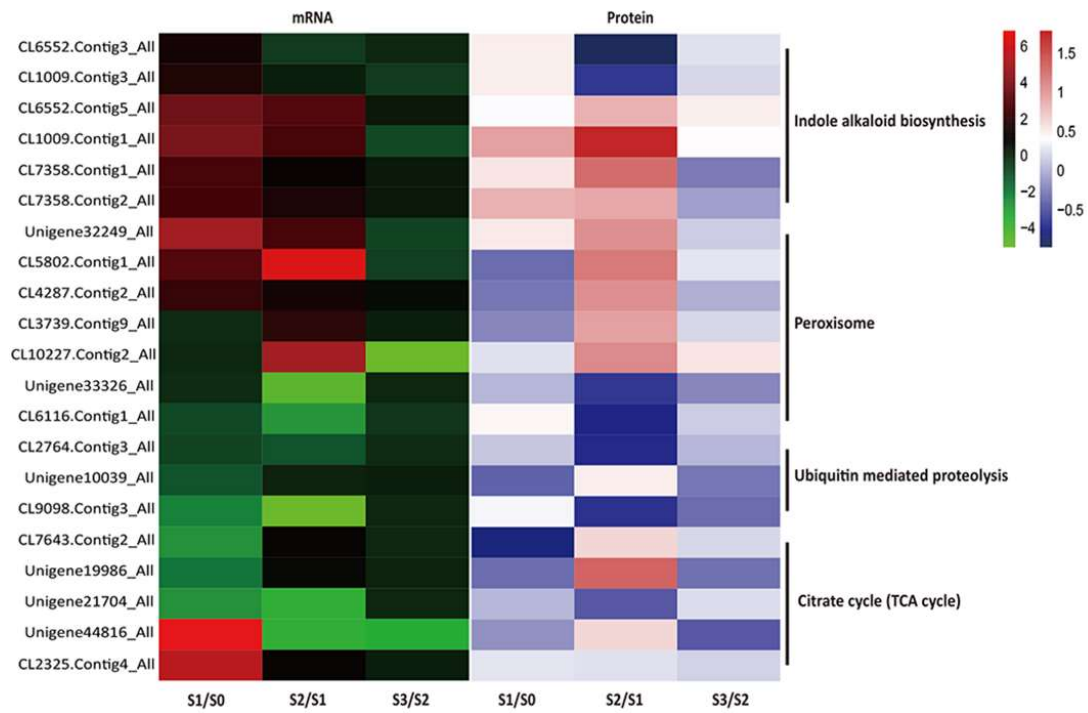 mRNA Protein
CL6552.Contig3_All
CL1009.Contig3_All
CL6552.Contig5_All
CL1009.Contig1_All
CL7358.Contig1_All
CL7358.Contig2_All
Unigene32249_All
CL5802.Contig1_All
CL4287.Contig2_All
CL3739.Contig9_All
CL10227.Contig2_All
Unigene33326_All
CL6116.Contig1_All
CL2764.Contig3_All
Unigene10039_All
CL9098.Contig3_All
CL7643.Contig2_All
Unigene19986_All
Unigene21704_All
Unigene44816_All
CL2325.Contig4_All
S1/S0 S2/S1 S3/S2 S1/S0 S2/S1 S3/S2
Indole alkaloid biosynthesis
Peroxisome
Ubiquitin mediated proteolysis
Citrate cycle (TCA cycle)
6
4
2
0
−2
−4
1.5
1
0.5
0
−0.5